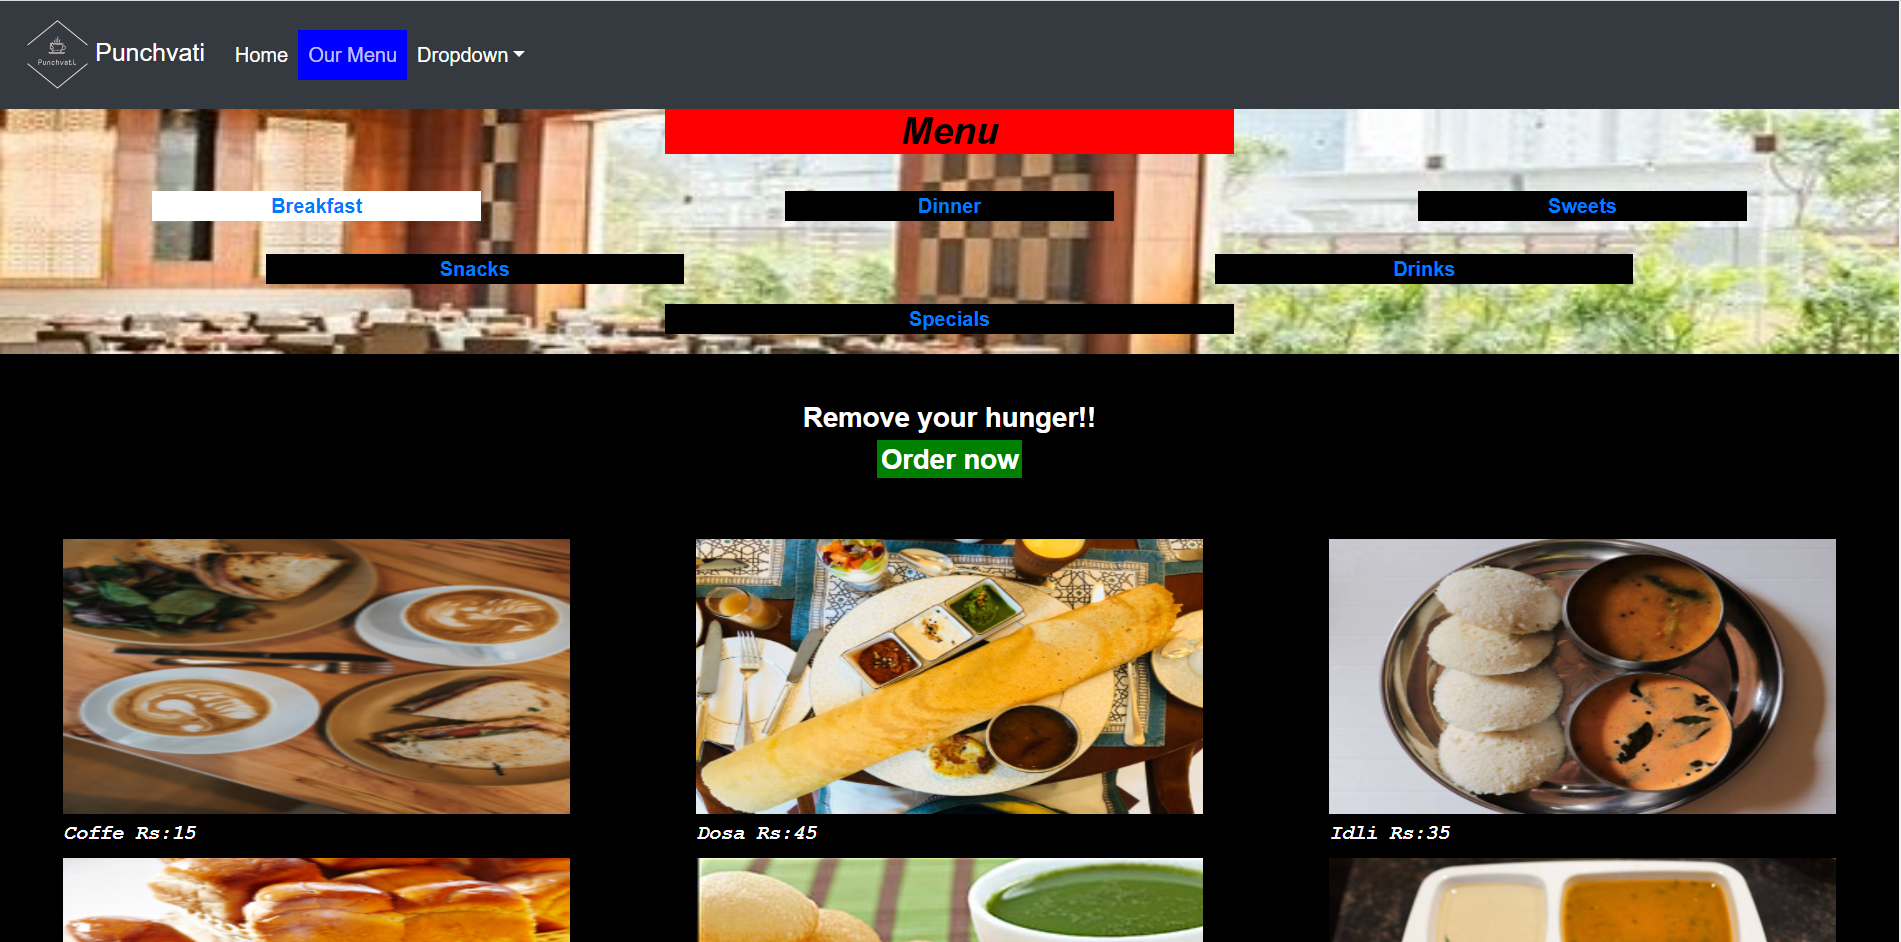 Punchvati
Punchvati Home Our Menu Dropdown
Menu
Breakfast Dinner Sweets
Snacks Drinks
Specials
Remove your hunger!!
Order now
Coffe Rs:15 Dosa Rs:45 Idli Rs:35